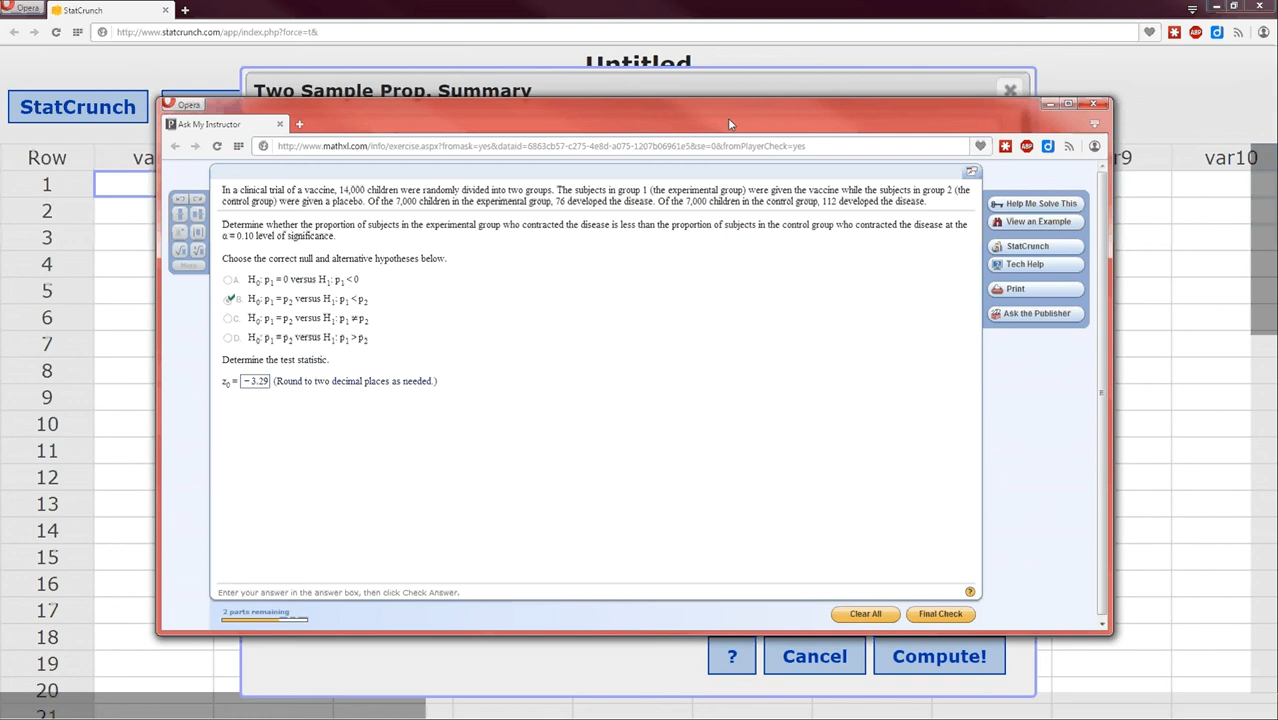 Opera
StatCrunch
http://www.statcrunch.com/app/index.php?force=t&
Untitled
StatCrunch
Two Sample Prop. Summary
Opera
Ask My Instructor
http://www.mathxl.com/info/exercise.aspx?fromask=yes&dataid=6863cb57-c275-4e8d-a075-1207b06961e5&se=0&fromPlayerCheck=yes
Row
va
r9
var10
1
2
3
4
5
6
7
8
9
10
11
12
13
14
15
16
17
18
19
20
21
In a clinical trial of a vaccine, 14,000 children were randomly divided into two groups. The subjects in group 1 (the experimental group) were given the vaccine while the subjects in group 2 (the
control group) were given a placebo. Of the 7,000 children in the experimental group, 76 developed the disease. Of the 7,000 children in the control group, 112 developed the disease.
Determine whether the proportion of subjects in the experimental group who contracted the disease is less than the proportion of subjects in the control group who contracted the disease at the
α = 0.10 level of significance.
Choose the correct null and alternative hypotheses below.
A. H₀: p₁ = 0 versus H₁: p₁ < 0
B. H₀: p₁ = p₂ versus H₁: p₁ < p₂
C. H₀: p₁ = p₂ versus H₁: p₁ ≠ p₂
D. H₀: p₁ = p₂ versus H₁: p₁ > p₂
Determine the test statistic.
z₀ = − 3.29 (Round to two decimal places as needed.)
More
Help Me Solve This
View an Example
StatCrunch
Tech Help
Print
Ask the Publisher
Enter your answer in the answer box, then click Check Answer.
?
2 parts remaining
Clear All
Final Check
?
Cancel
Compute!